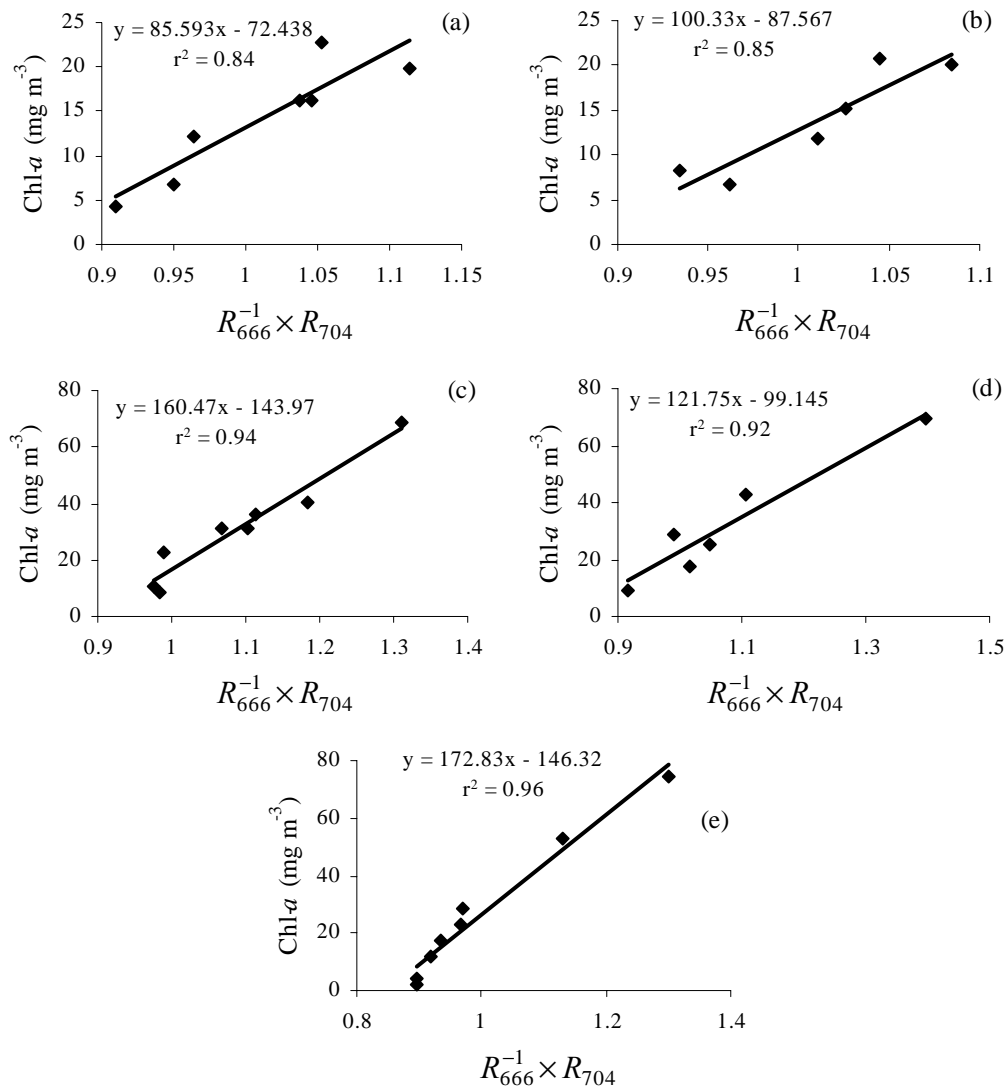 (a)
y = 85.593x - 72.438
r² = 0.84
Chl-a (mg m⁻³)
25
20
15
10
5
0
0.9 0.95 1 1.05 1.1 1.15
R₆₆₆⁻¹ × R₇₀₄
(b)
y = 100.33x - 87.567
r² = 0.85
Chl-a (mg m⁻³)
25
20
15
10
5
0
0.9 0.95 1 1.05 1.1
R₆₆₆⁻¹ × R₇₀₄
(c)
y = 160.47x - 143.97
r² = 0.94
Chl-a (mg m⁻³)
80
60
40
20
0
0.9 1 1.1 1.2 1.3 1.4
R₆₆₆⁻¹ × R₇₀₄
(d)
y = 121.75x - 99.145
r² = 0.92
Chl-a (mg m⁻³)
80
60
40
20
0
0.9 1.1 1.3 1.5
R₆₆₆⁻¹ × R₇₀₄
(e)
y = 172.83x - 146.32
r² = 0.96
Chl-a (mg m⁻³)
80
60
40
20
0
0.8 1 1.2 1.4
R₆₆₆⁻¹ × R₇₀₄